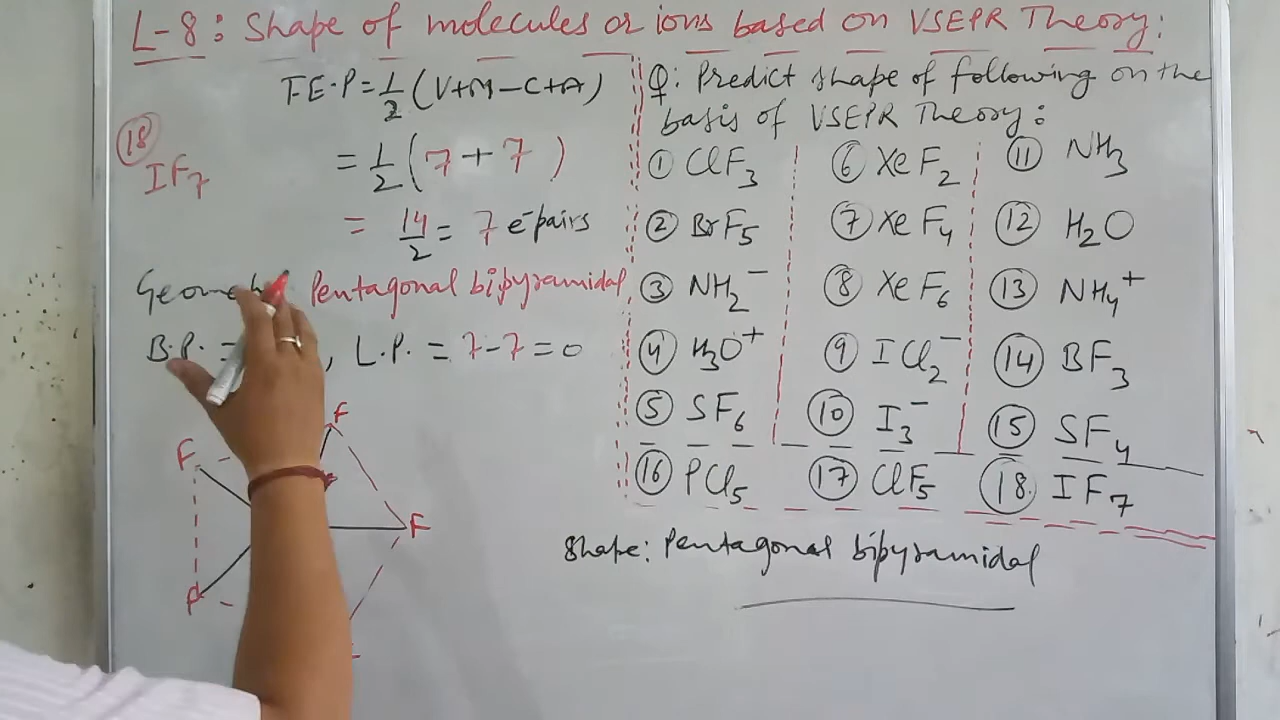 L-8: Shape of molecules or ions based on VSEPR Theory:
T E.P = 1/2 (V+M-C+A)
18
IF7
= 1/2 (7 + 7)
= 14/2 = 7 e⁻pairs
Pentagonal bipyramidal
B.P. = , L.P. = 7-7 = 0
F
F
F
F
Q: Predict shape of following on the
basis of VSEPR Theory:
① ClF3 ⑥ XeF2 ⑪ NH3
② BrF5 ⑦ XeF4 ⑫ H2O
③ NH2⁻ ⑧ XeF6 ⑬ NH4⁺
④ H3O⁺ ⑨ ICl2⁻ ⑭ BF3
⑤ SF6 ⑩ I3⁻ ⑮ SF4
⑯ PCl5 ⑰ ClF5 ⑱ IF7
Shape: Pentagonal bipyramidal